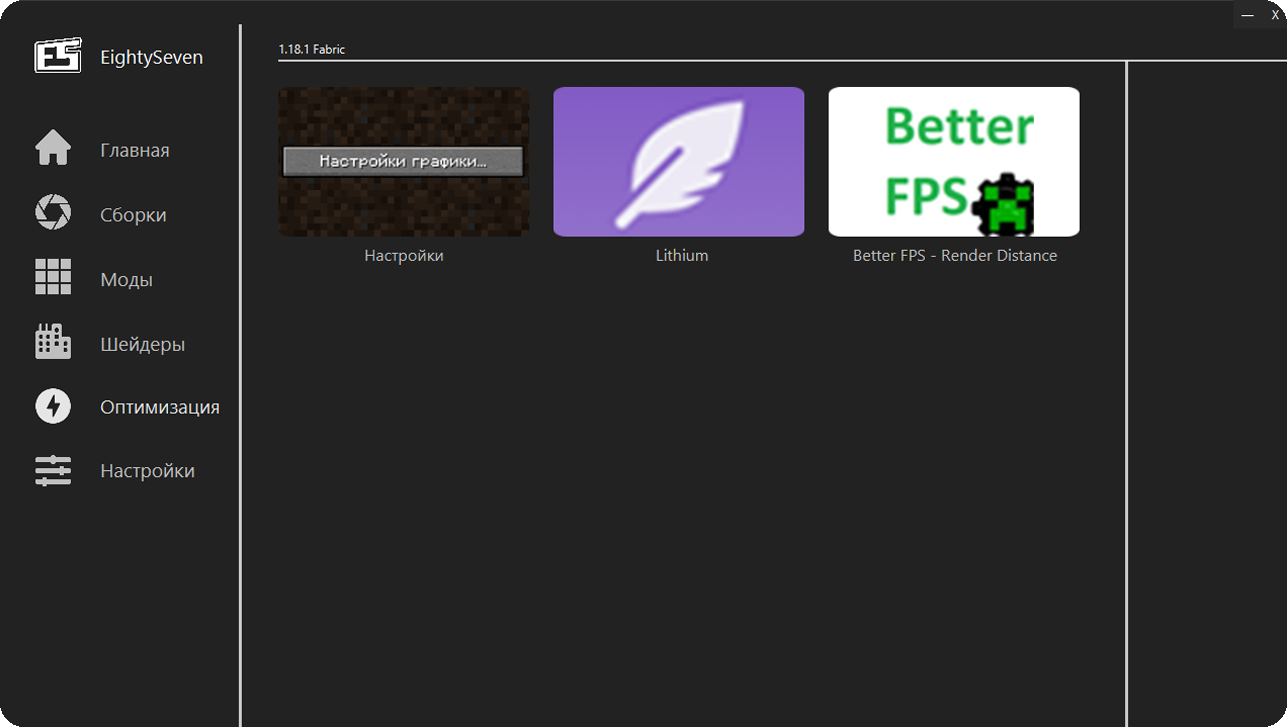 — X
EightySeven
Главная
Сборки
Моды
Шейдеры
Оптимизация
Настройки
1.18.1 Fabric
Настройки графики...
Better
FPS
Настройки
Lithium
Better FPS - Render Distance